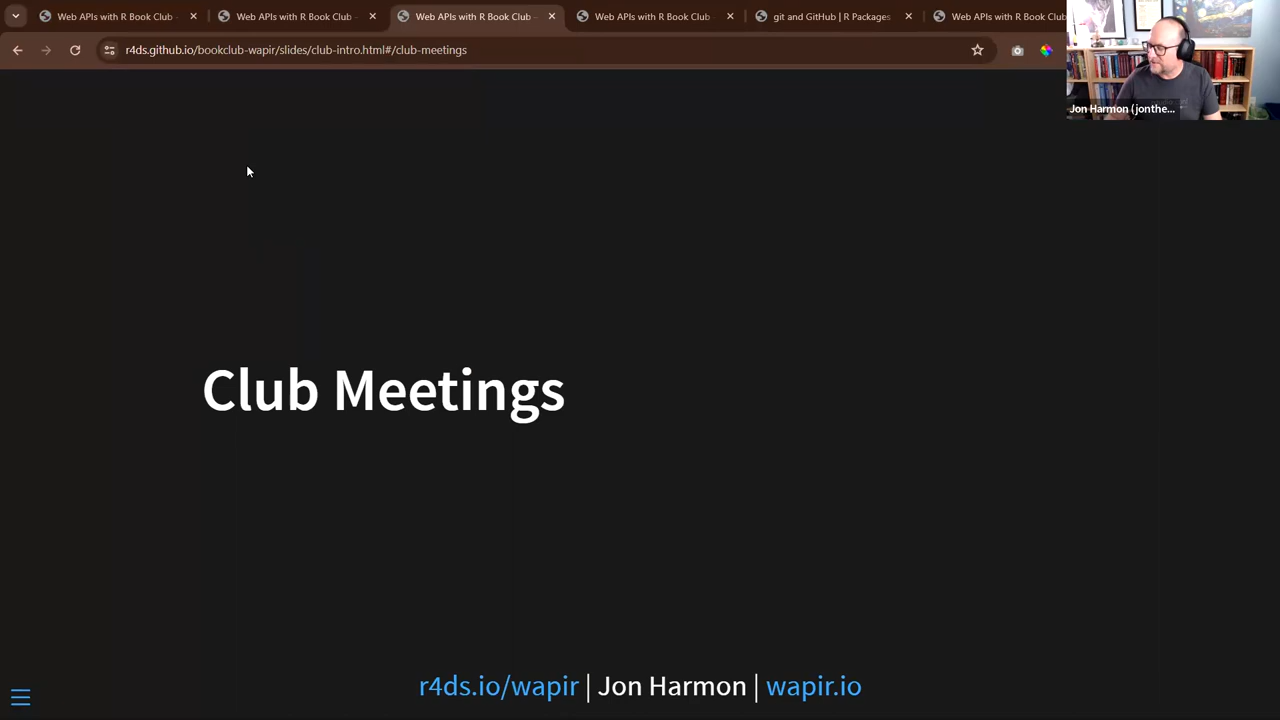 Web APIs with R Book Club
Web APIs with R Book Club
Web APIs with R Book Club –
Web APIs with R Book Club
git and GitHub | R Packages
Web APIs with R Book Club
r4ds.github.io/bookclub-wapir/slides/club-intro.html#/club-meetings
Jon Harmon (jonthe...
Club Meetings
r4ds.io/wapir | Jon Harmon | wapir.io